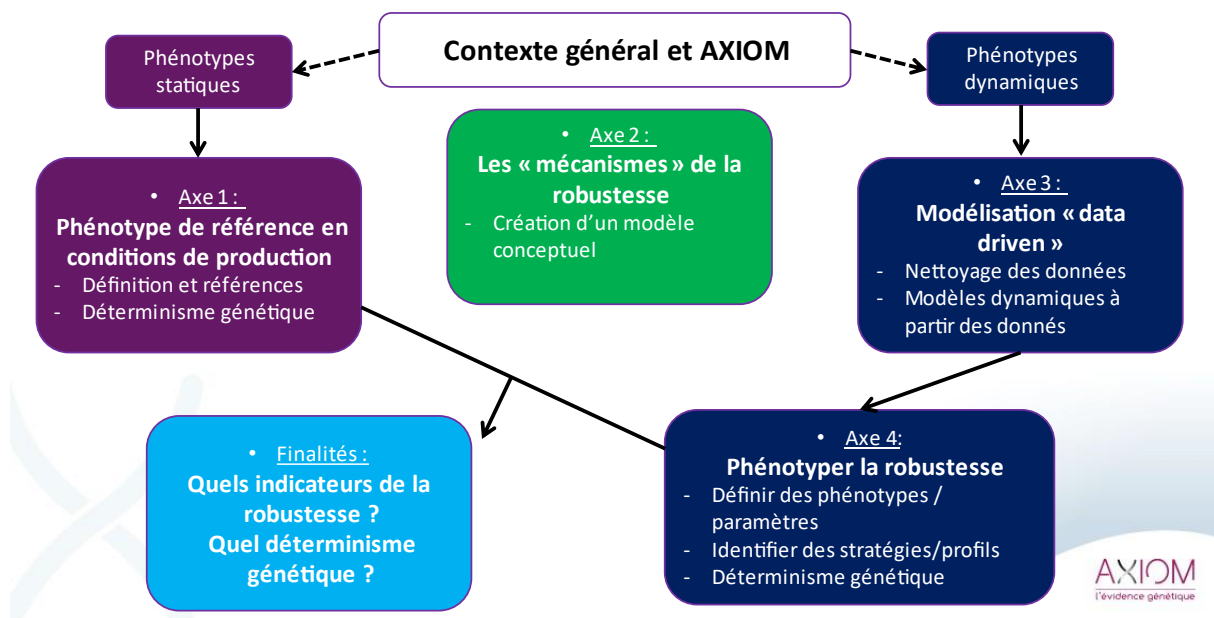 Contexte général et AXIOM
Phénotypes
statiques
Phénotypes
dynamiques
• Axe 1 :
Phénotype de référence en
conditions de production
- Définition et références
- Déterminisme génétique
• Axe 2 :
Les « mécanismes » de la
robustesse
- Création d'un modèle
conceptuel
• Axe 3 :
Modélisation « data
driven »
- Nettoyage des données
- Modèles dynamiques à
partir des donnés
• Axe 4:
Phénotyper la robustesse
- Définir des phénotypes /
paramètres
- Identifier des stratégies/profils
- Déterminisme génétique
• Finalités :
Quels indicateurs de la
robustesse ?
Quel déterminisme
génétique ?
AXIOM
l'évidence génétique